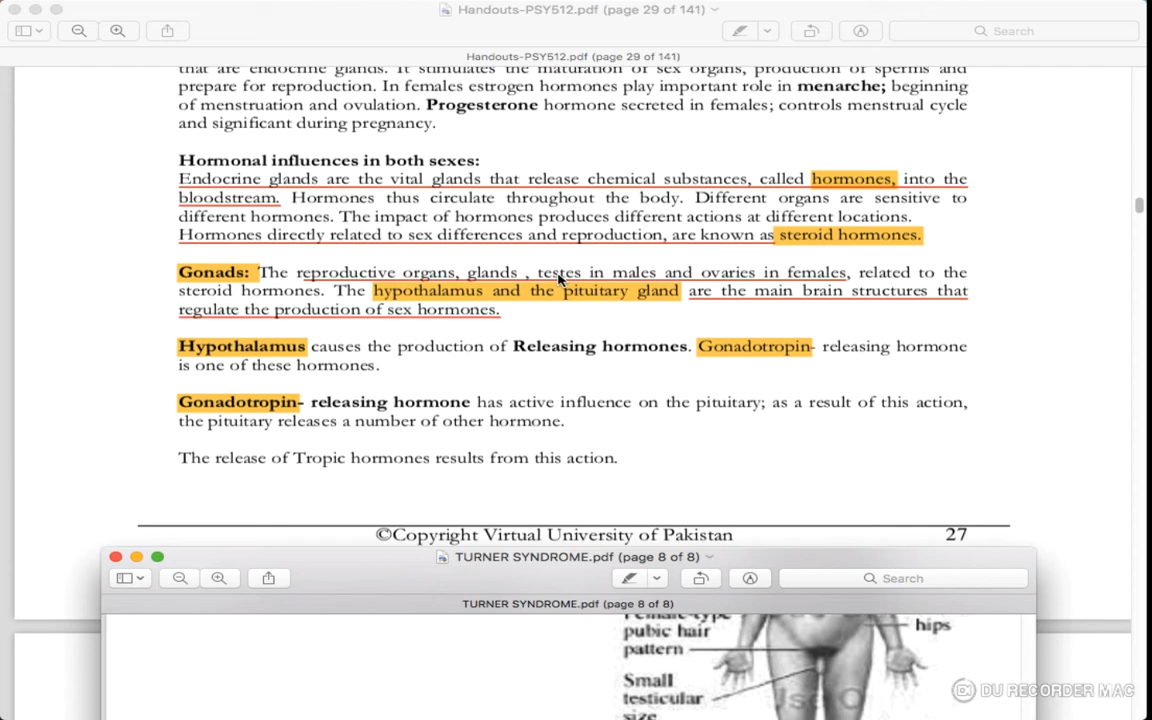 Handouts-PSY512.pdf (page 29 of 141)
Search
Handouts-PSY512.pdf (page 29 of 141)
that are endocrine glands. It stimulates the maturation of sex organs, production of sperms and
prepare for reproduction. In females estrogen hormones play important role in menarche; beginning
of menstruation and ovulation. Progesterone hormone secreted in females; controls menstrual cycle
and significant during pregnancy.
Hormonal influences in both sexes:
Endocrine glands are the vital glands that release chemical substances, called hormones, into the
bloodstream. Hormones thus circulate throughout the body. Different organs are sensitive to
different hormones. The impact of hormones produces different actions at different locations.
Hormones directly related to sex differences and reproduction, are known as steroid hormones.
Gonads: The reproductive organs, glands , testes in males and ovaries in females, related to the
steroid hormones. The hypothalamus and the pituitary gland are the main brain structures that
regulate the production of sex hormones.
Hypothalamus causes the production of Releasing hormones. Gonadotropin- releasing hormone
is one of these hormones.
Gonadotropin- releasing hormone has active influence on the pituitary; as a result of this action,
the pituitary releases a number of other hormone.
The release of Tropic hormones results from this action.
©Copyright Virtual University of Pakistan 27
TURNER SYNDROME.pdf (page 8 of 8)
Search
TURNER SYNDROME.pdf (page 8 of 8)
Female-type
pubic hair
pattern
hips
Small
testicular
size
DU RECORDER MAC